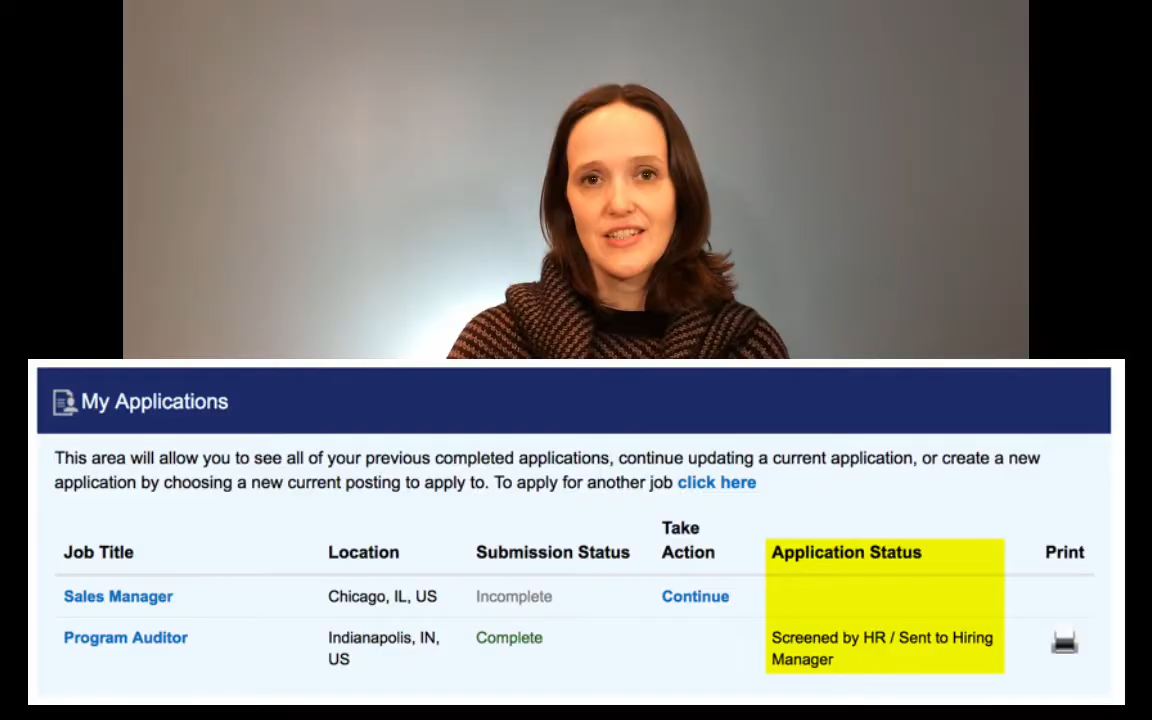 My Applications
This area will allow you to see all of your previous completed applications, continue updating a current application, or create a new
application by choosing a new current posting to apply to. To apply for another job click here
Take
Job Title Location Submission Status Action Application Status Print
Sales Manager Chicago, IL, US Incomplete Continue
Program Auditor Indianapolis, IN, Complete Screened by HR / Sent to Hiring
US Manager